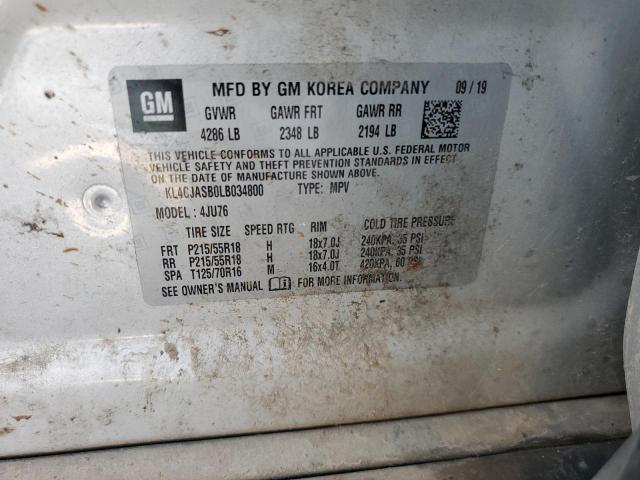 GM
MFD BY GM KOREA COMPANY 09/19
GVWR GAWR FRT GAWR RR
4286 LB 2348 LB 2194 LB
THIS VEHICLE CONFORMS TO ALL APPLICABLE U.S. FEDERAL MOTOR
VEHICLE SAFETY AND THEFT PREVENTION STANDARDS IN EFFECT ON
THE DATE OF MANUFACTURE SHOWN ABOVE.
KL4CJASB0LB034800 TYPE: MPV
MODEL: 4JU76
TIRE SIZE SPEED RTG RIM COLD TIRE PRESSURE
FRT P215/55R18 H 18x7.0J 240KPA, 35 PSI
RR P215/55R18 H 18x7.0J 240KPA, 35 PSI
SPA T125/70R16 M 16x4.0T 420KPA, 60 PSI
SEE OWNER'S MANUAL FOR MORE INFORMATION.